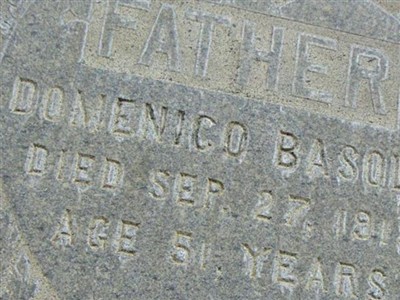 FATHER
DOMENICO
DIED SEP. 27,
AGE 51 YEARS